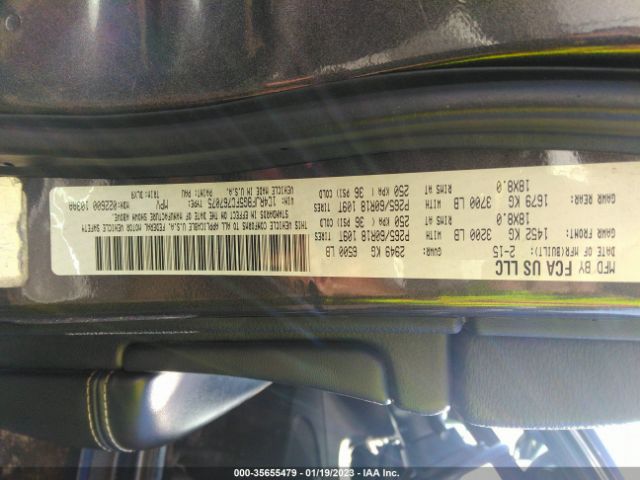 MFD BY FCA US LLC
DATE OF MFR(BUILT): 2-15
GVWR: 2949 KG 6500 LB
GAWR FRONT: 1452 KG 3200 LB
WITH P265/60R18 109T TIRES
18X8.0 RIMS AT 250 KPA ( 36 PSI) COLD
GAWR REAR: 1679 KG 3700 LB
WITH P265/60R18 109T TIRES
18X8.0 RIMS AT 250 KPA ( 36 PSI) COLD
THIS VEHICLE CONFORMS TO ALL APPLICABLE U.S.A. FEDERAL MOTOR VEHICLE SAFETY
STANDARDS IN EFFECT ON THE DATE OF MANUFACTURE SHOWN ABOVE.
TYPE: MPV
VEHICLE MADE IN U.S.A. PAINT: PAU TRIM: DLXR
000-35655479 - 01/19/2023 - IAA Inc.